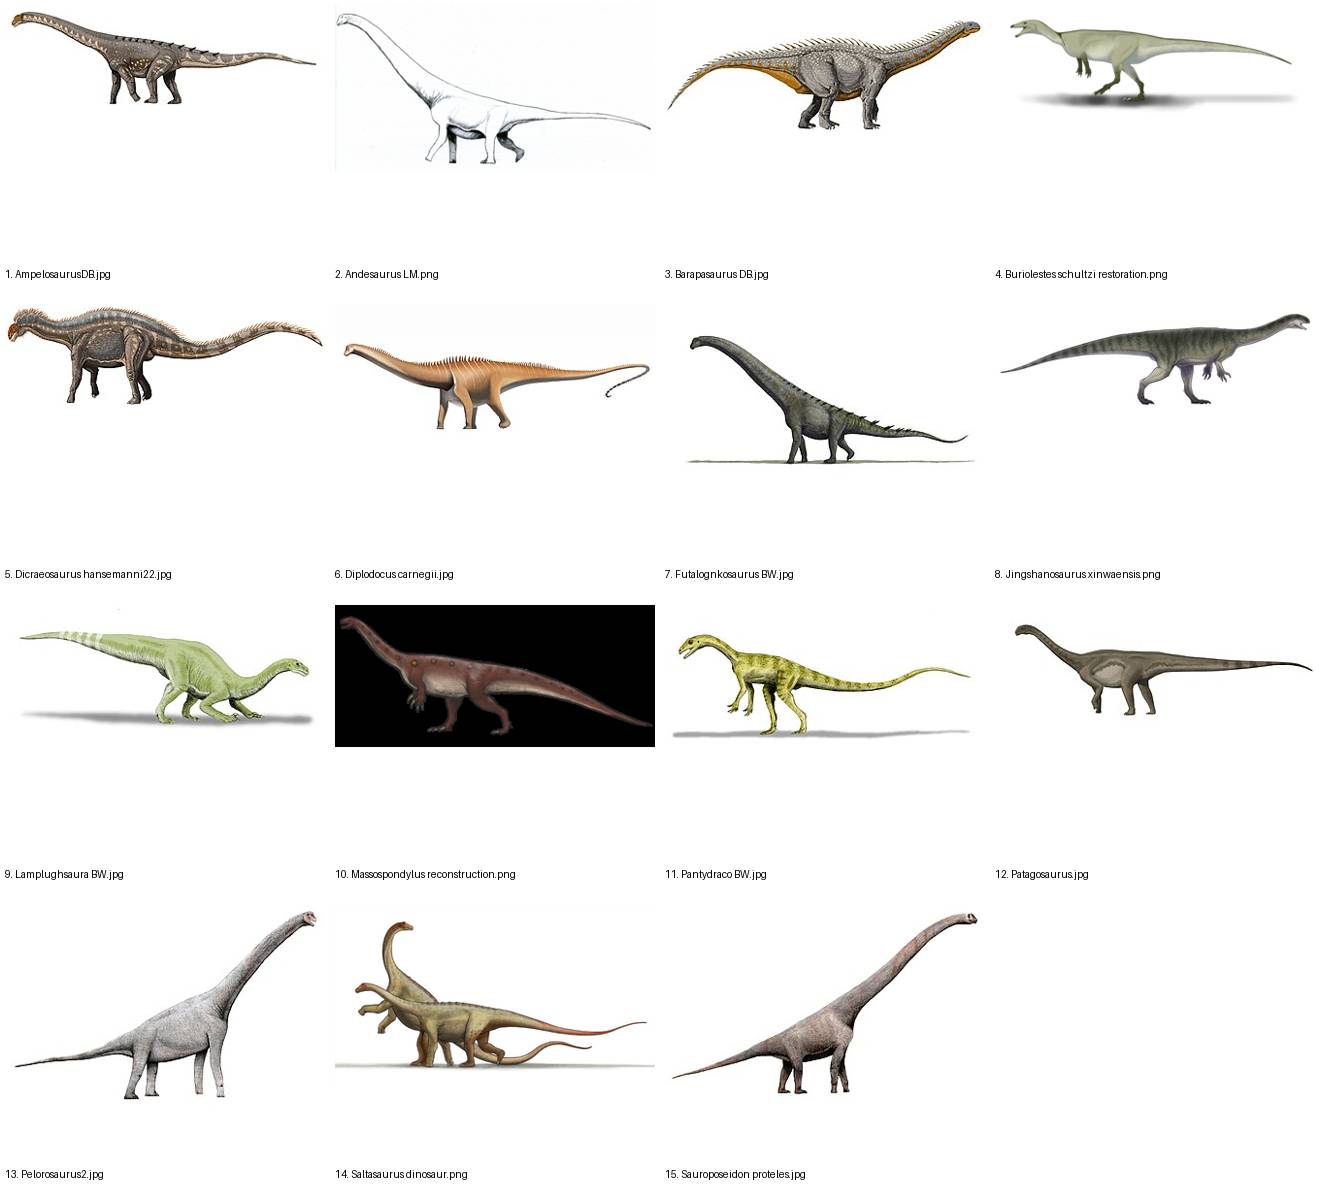 1. AmpelosaurusDB.jpg
2. Andesaurus LM.png
3. Barapasaurus DB.jpg
4. Buriolestes schultzi restoration.png
5. Dicraeosaurus hansemanni22.jpg
6. Diplodocus carnegii.jpg
7. Futalognkosaurus BW.jpg
8. Jingshanosaurus xinwaensis.png
9. Lamplughsaura BW.jpg
10. Massospondylus reconstruction.png
11. Pantydraco BW.jpg
12. Patagosaurus.jpg
13. Pelorosaurus2.jpg
14. Saltasaurus dinosaur.png
15. Sauroposeidon proteles.jpg